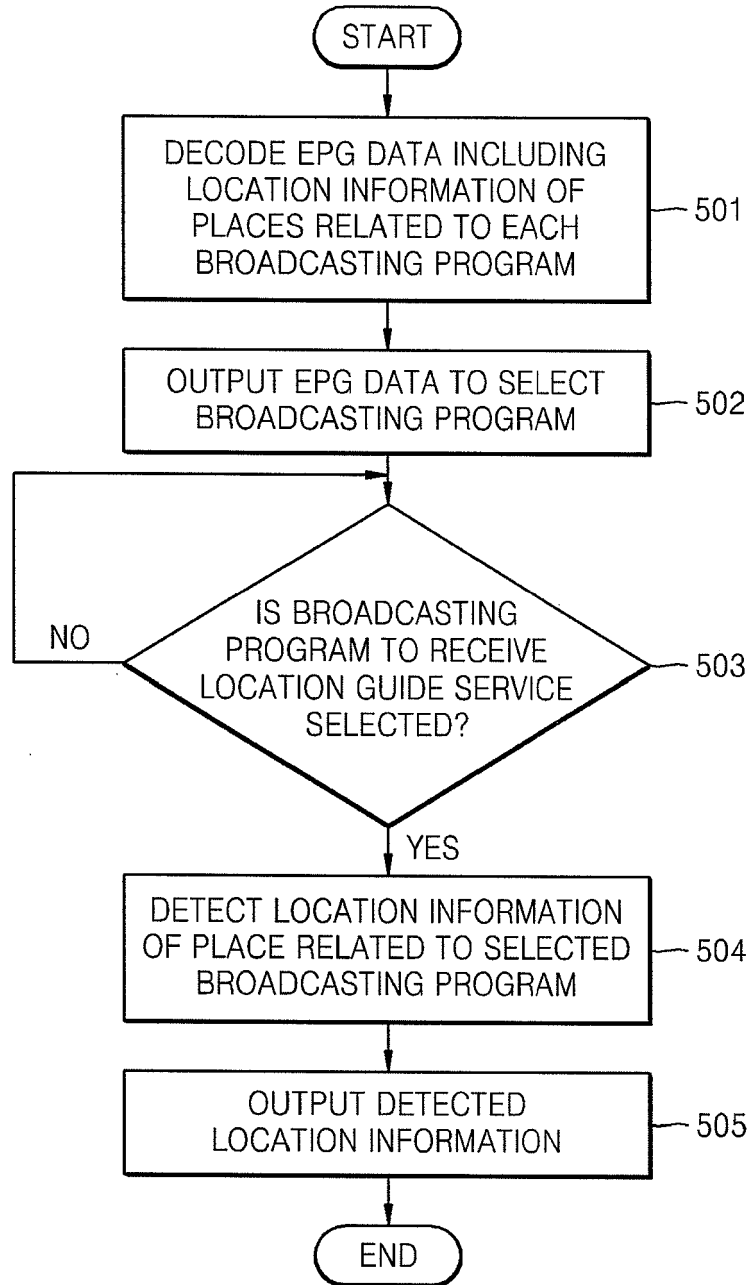 START
DECODE EPG DATA INCLUDING
LOCATION INFORMATION OF
PLACES RELATED TO EACH
BROADCASTING PROGRAM
501
OUTPUT EPG DATA TO SELECT
BROADCASTING PROGRAM
502
IS BROADCASTING
PROGRAM TO RECEIVE
LOCATION GUIDE SERVICE
SELECTED?
503
NO
YES
DETECT LOCATION INFORMATION
OF PLACE RELATED TO SELECTED
BROADCASTING PROGRAM
504
OUTPUT DETECTED
LOCATION INFORMATION
505
END